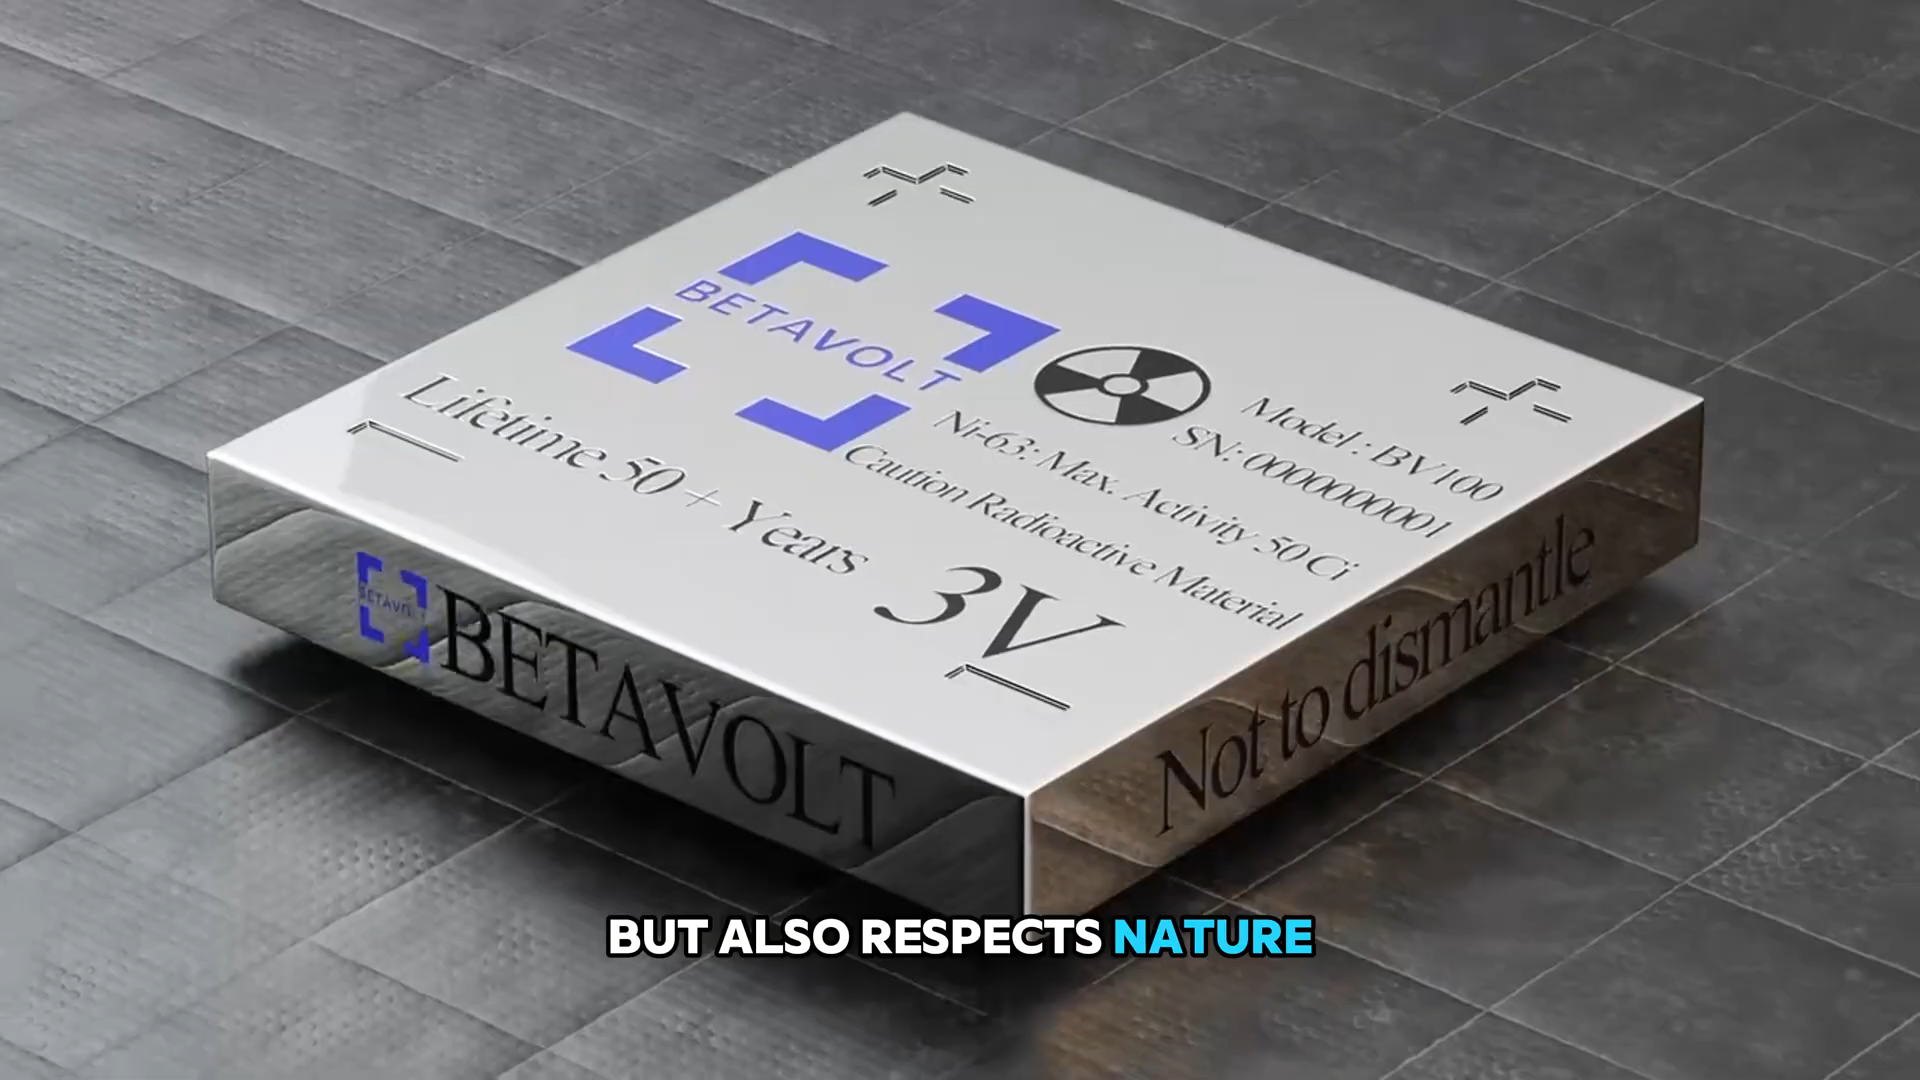 BETAVOLT
Model : BV100
SN: 000000001
Ni-63: Max. Activity 50 Ci
Caution Radioactive Material
Lifetime 50 + Years
3V
BETAVOLT
BETAVOLT
Not to dismantle
BUT ALSO RESPECTS NATURE